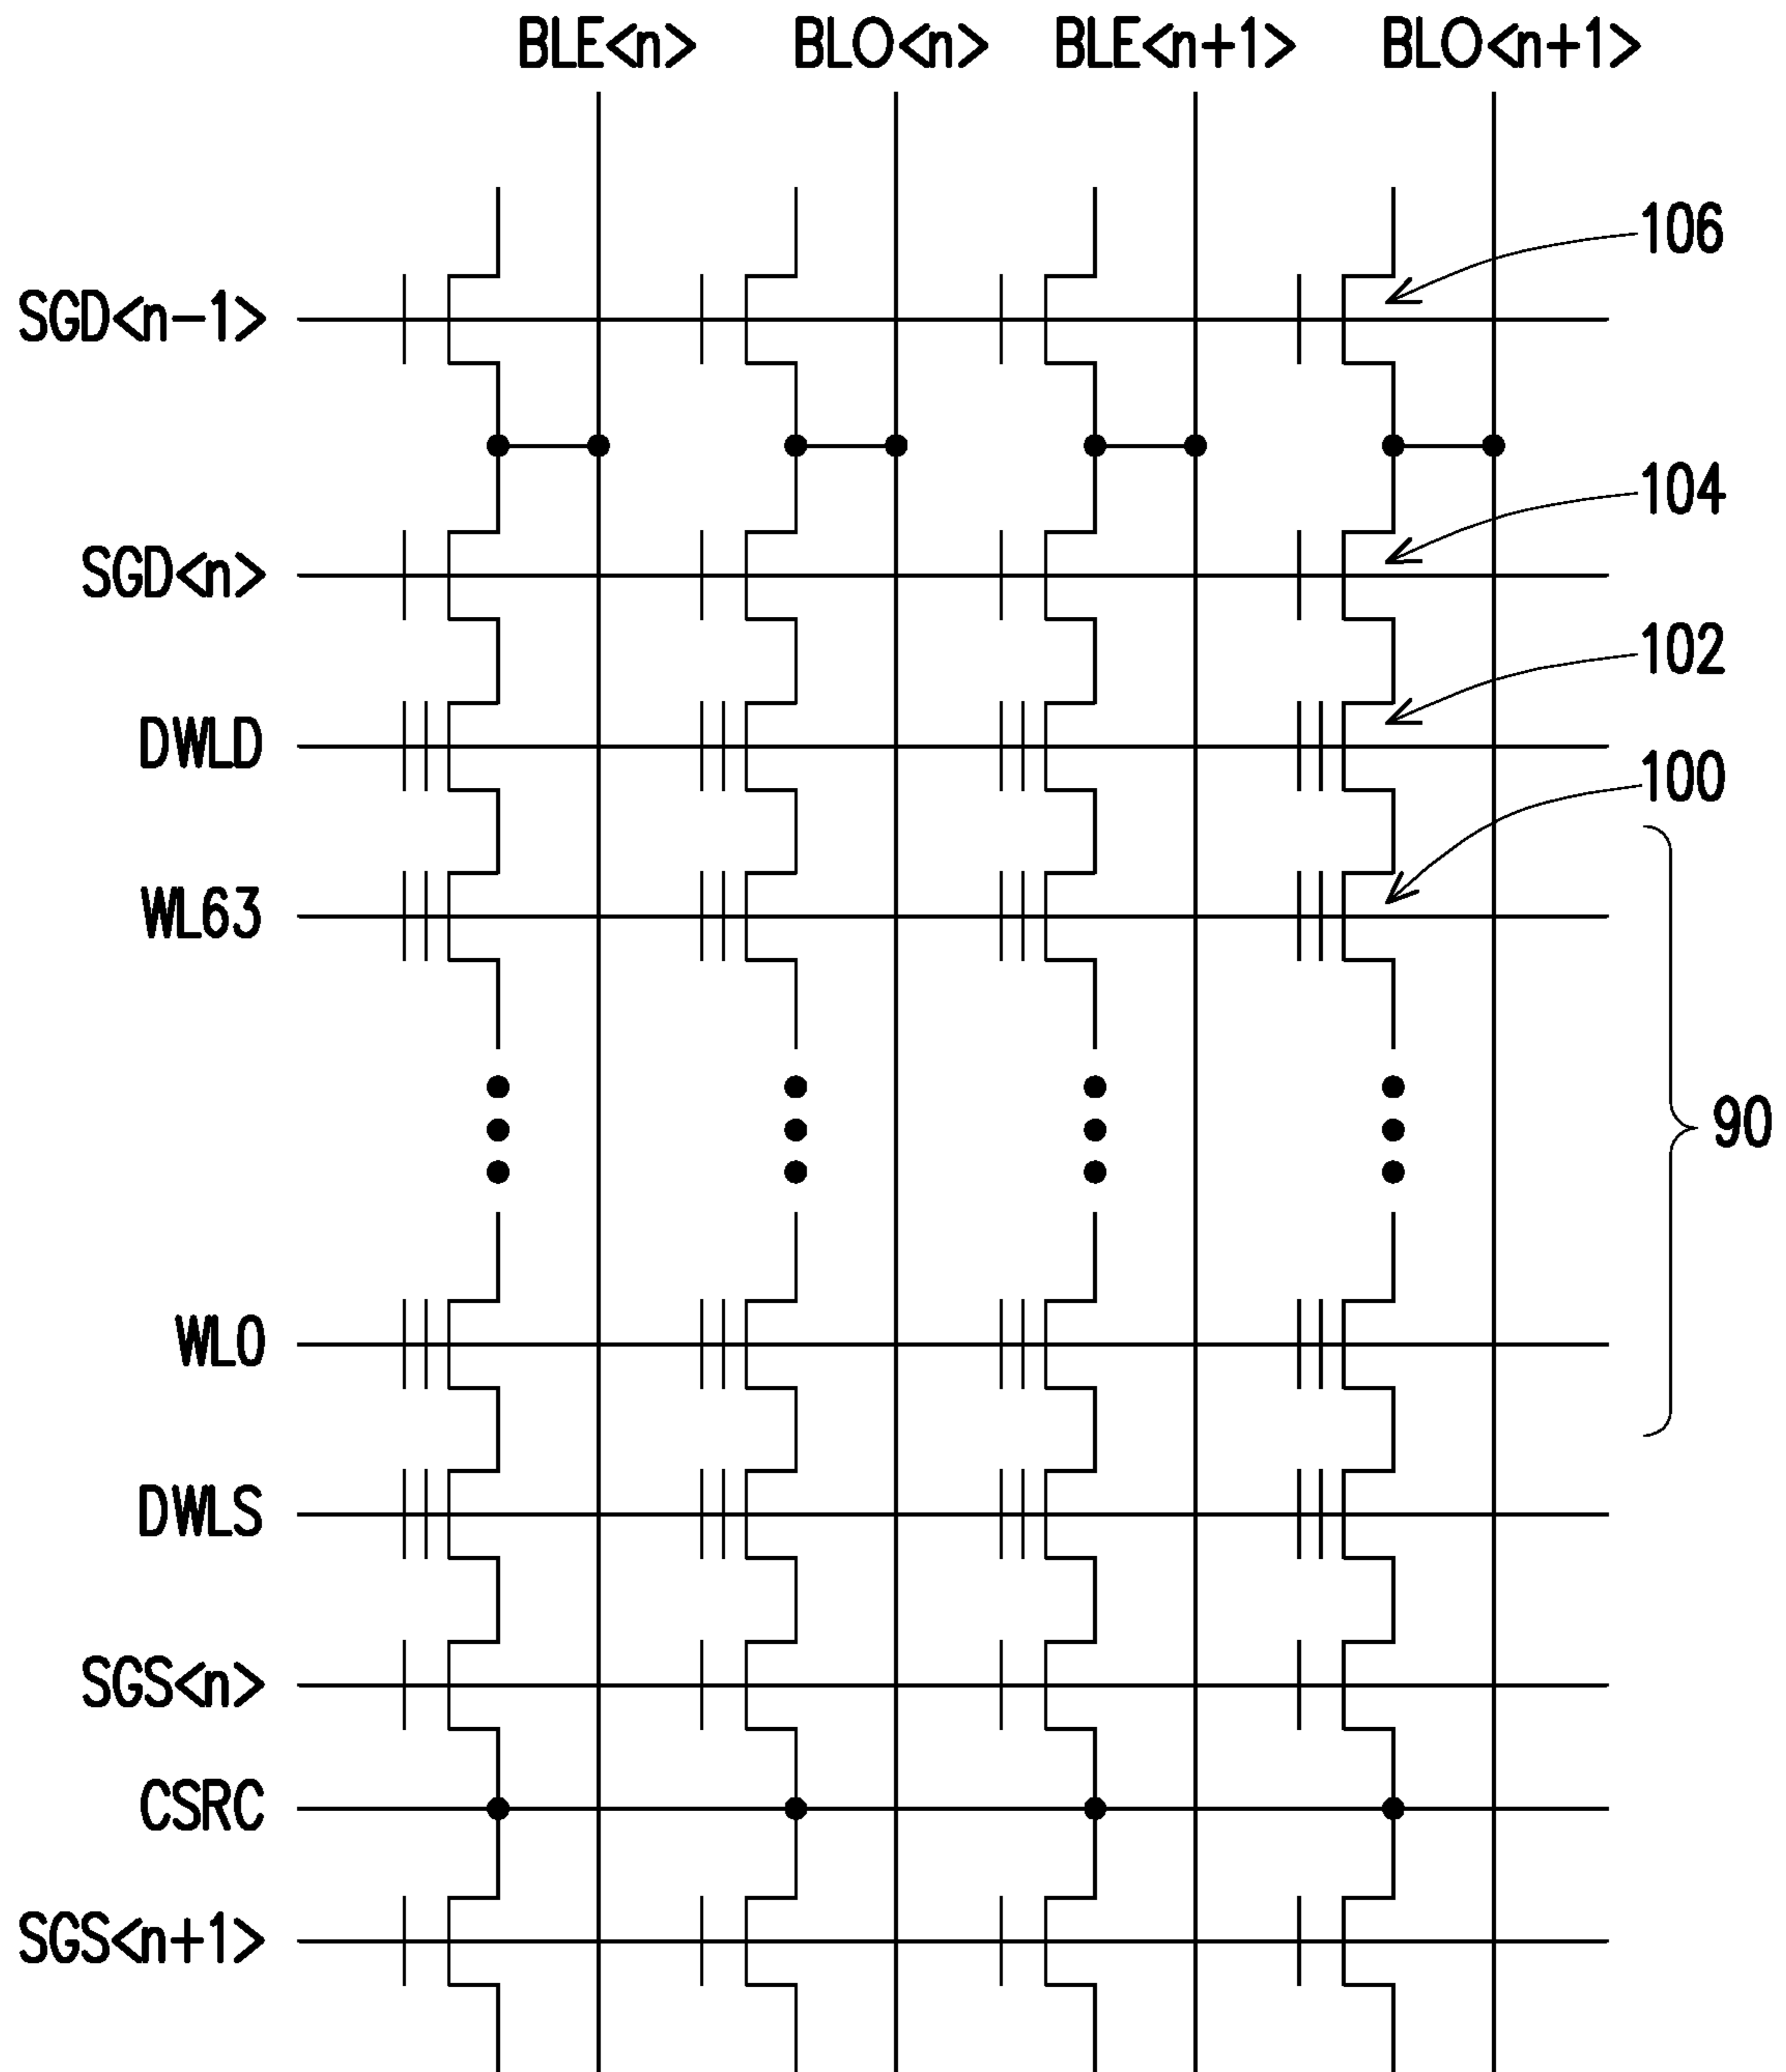 BLE<n> BLO<n> BLE<n+1> BLO<n+1>
106
SGD<n-1>
104
SGD<n>
102
DWLD
100
WL63
90
WL0
DWLS
SGS<n>
CSRC
SGS<n+1>